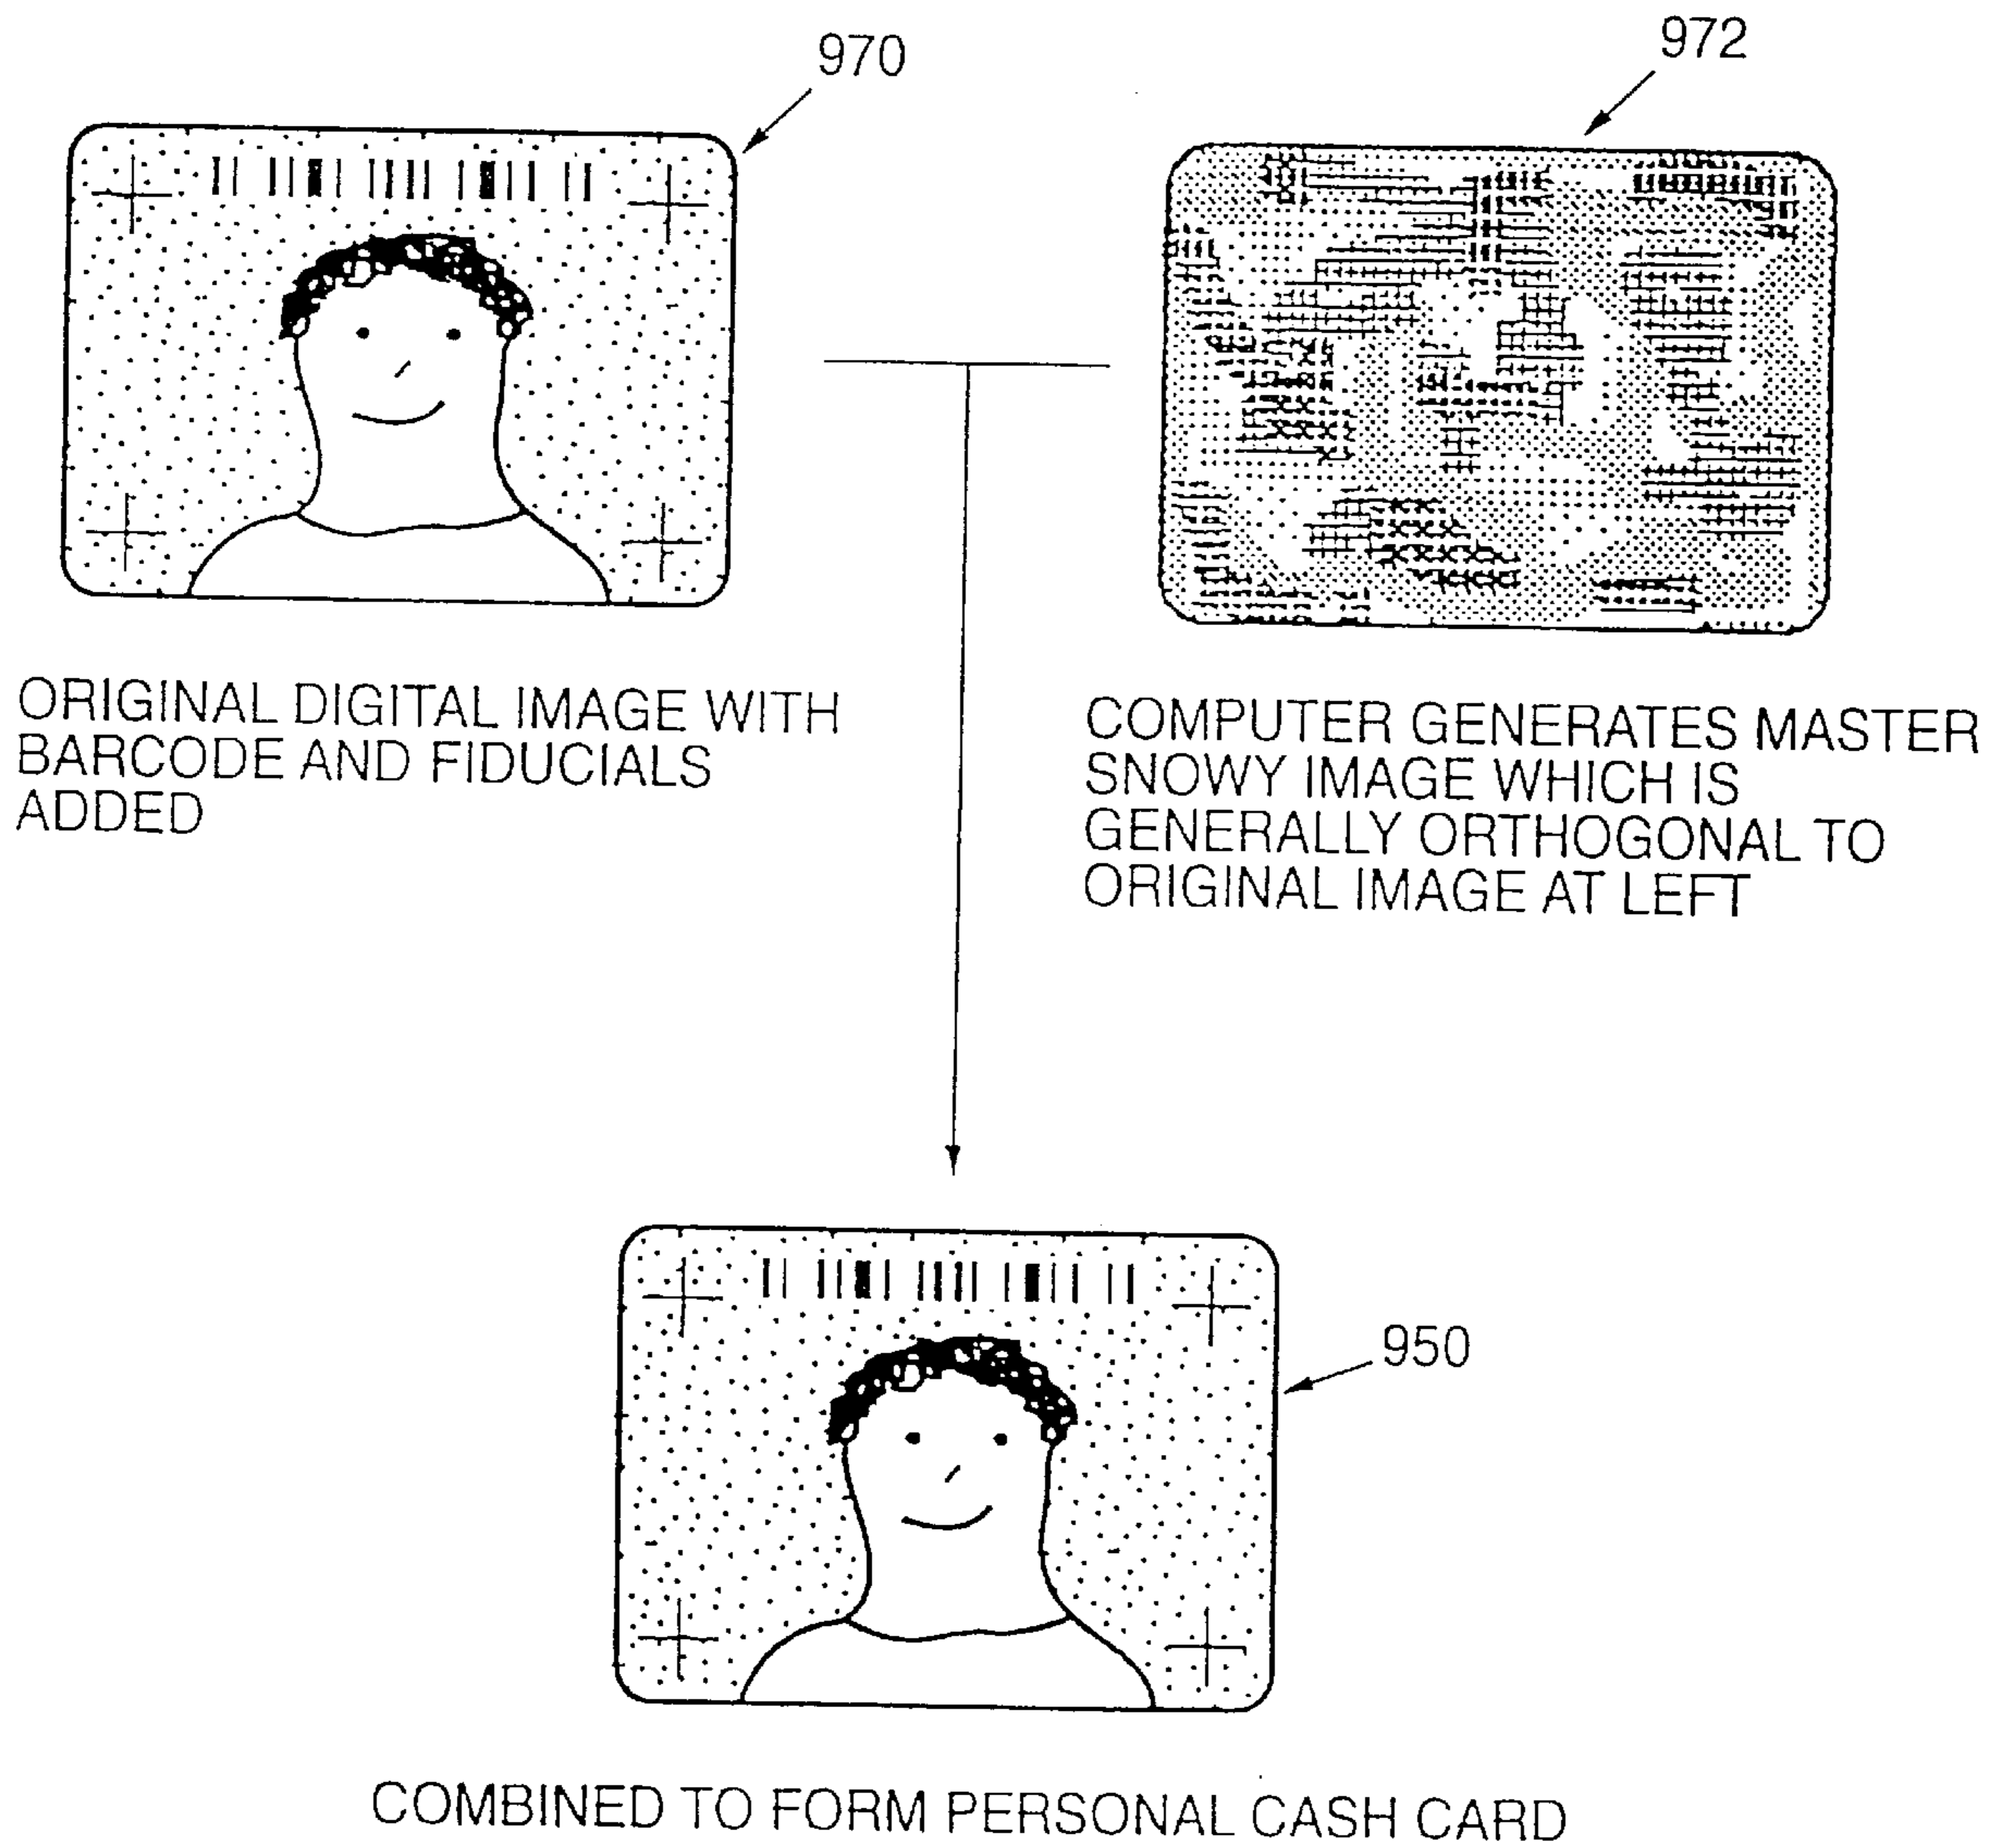 970
972
ORIGINAL DIGITAL IMAGE WITH
BARCODE AND FIDUCIALS
ADDED
COMPUTER GENERATES MASTER
SNOWY IMAGE WHICH IS
GENERALLY ORTHOGONAL TO
ORIGINAL IMAGE AT LEFT
950
COMBINED TO FORM PERSONAL CASH CARD